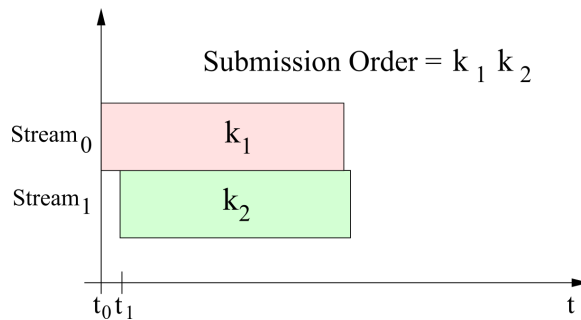 Submission Order = k₁ k₂
Stream₀
k₁
Stream₁
k₂
t₀ t₁
t